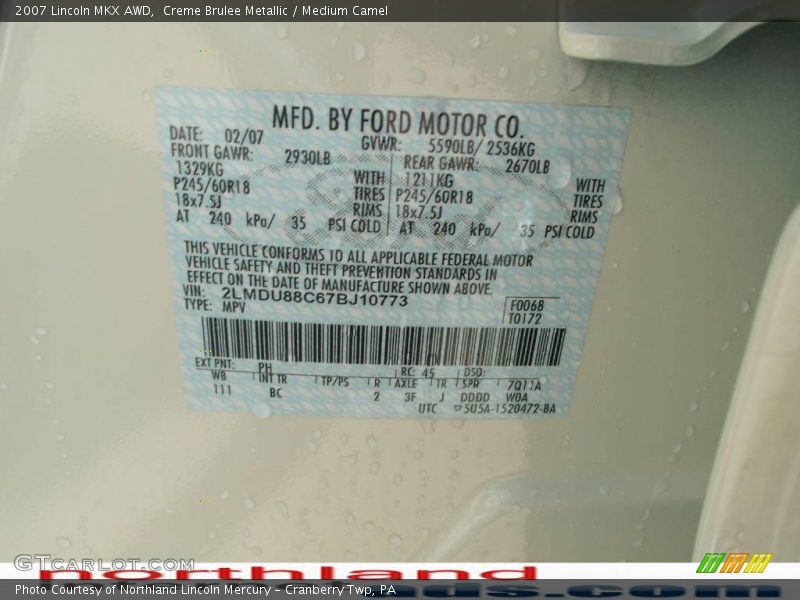 2007 Lincoln MKX AWD,  Creme Brulee Metallic / Medium Camel
MFD. BY FORD MOTOR CO.
DATE: 02/07 GVWR: 5590LB/ 2536KG
FRONT GAWR: 2930LB REAR GAWR: 2670LB
1329KG WITH 1211KG WITH
P245/60R18 TIRES P245/60R18 TIRES
18x7.5J RIMS 18x7.5J RIMS
AT 240 kPa/ 35 PSI COLD AT 240 kPa/ 35 PSI COLD
THIS VEHICLE CONFORMS TO ALL APPLICABLE FEDERAL MOTOR
VEHICLE SAFETY AND THEFT PREVENTION STANDARDS IN
EFFECT ON THE DATE OF MANUFACTURE SHOWN ABOVE.
VIN: 2LMDU88C67BJ10773 F0068
TYPE: MPV T0172
EXT PNT: PH RC: 45 DSO:
WB INT TR TP/PS R AXLE TR SPR 7Q11A
111 BC 2 3F J DDDD W0A
UTC 5U5A-1520472-BA
GTCARLOT.COM
northland
Photo Courtesy of Northland Lincoln Mercury - Cranberry Twp, PA